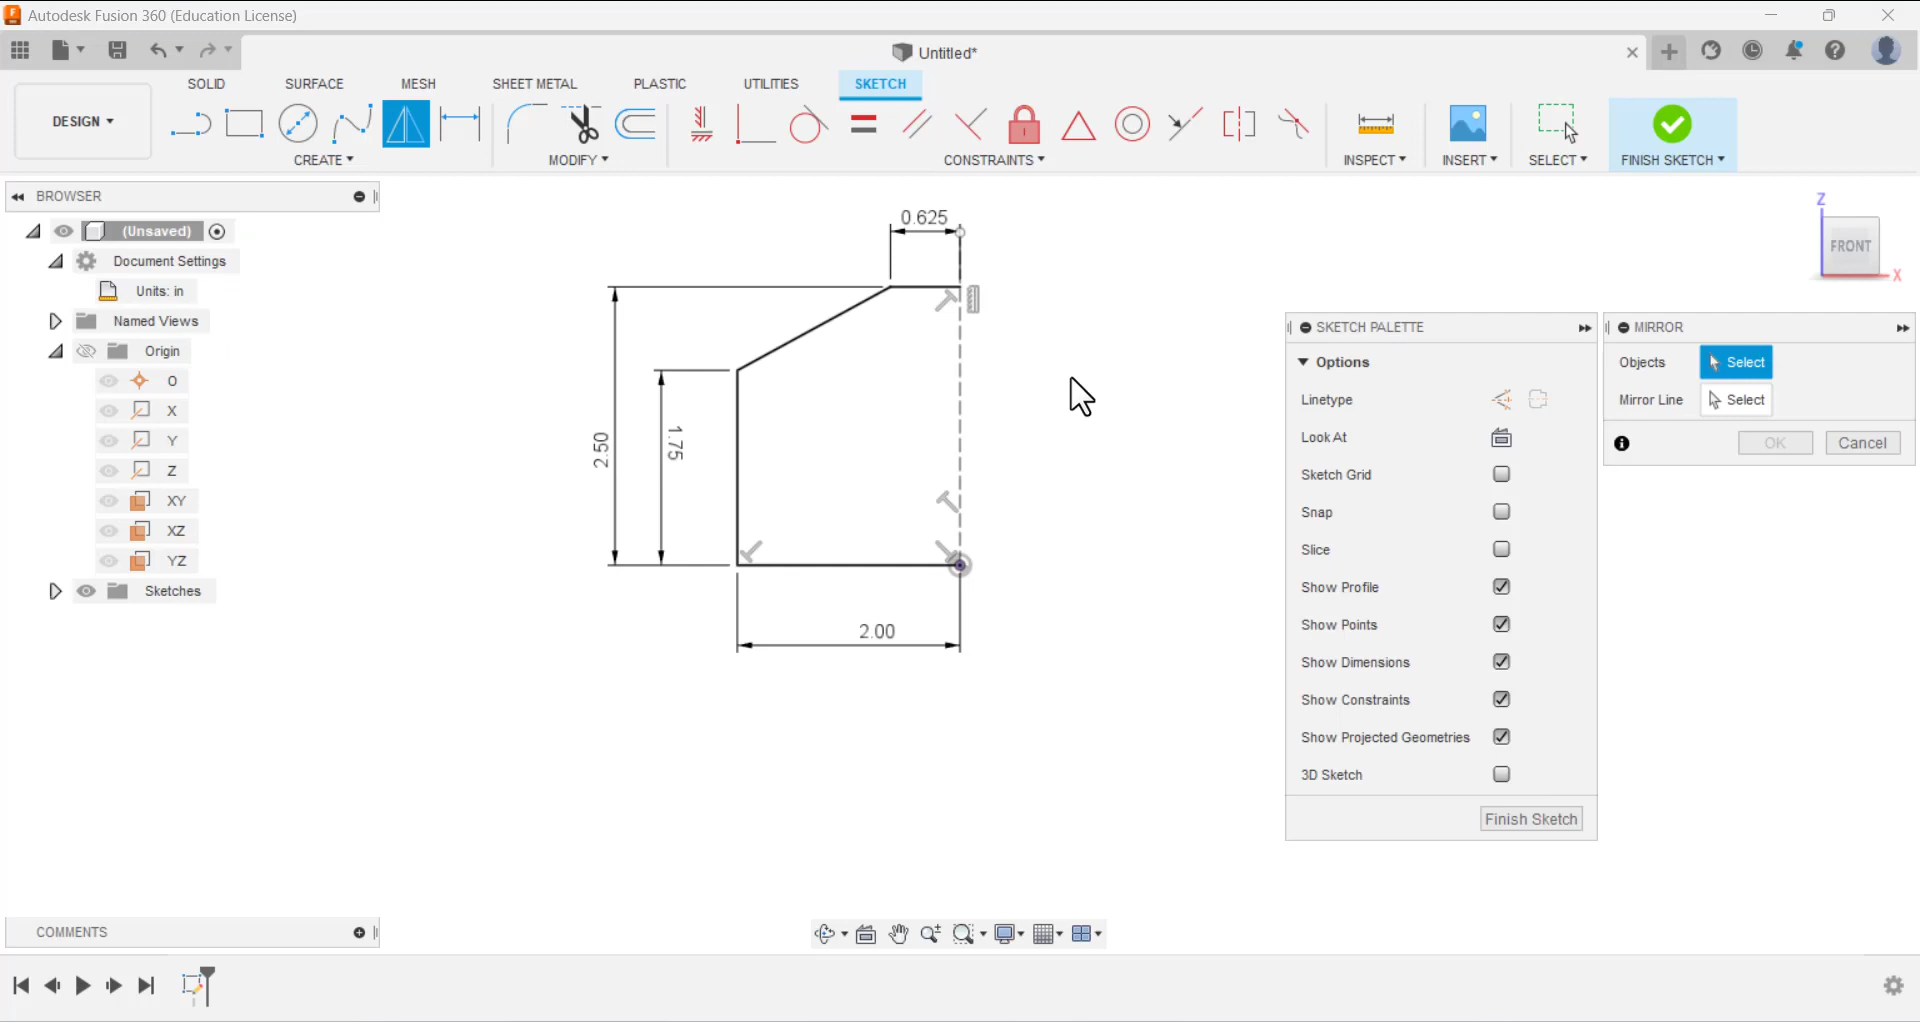 Autodesk Fusion 360 (Education License)
Untitled*
SOLID SURFACE MESH SHEET METAL PLASTIC UTILITIES SKETCH
DESIGN
CREATE MODIFY CONSTRAINTS INSPECT INSERT SELECT FINISH SKETCH
BROWSER
(Unsaved)
Document Settings
Units: in
Named Views
Origin
O
X
Y
Z
XY
XZ
YZ
Sketches
0.625
2.50
1.75
2.00
Z
FRONT
X
SKETCH PALETTE
Options
Linetype
Look At
Sketch Grid
Snap
Slice
Show Profile
Show Points
Show Dimensions
Show Constraints
Show Projected Geometries
3D Sketch
Finish Sketch
MIRROR
Objects Select
Mirror Line Select
OK Cancel
COMMENTS